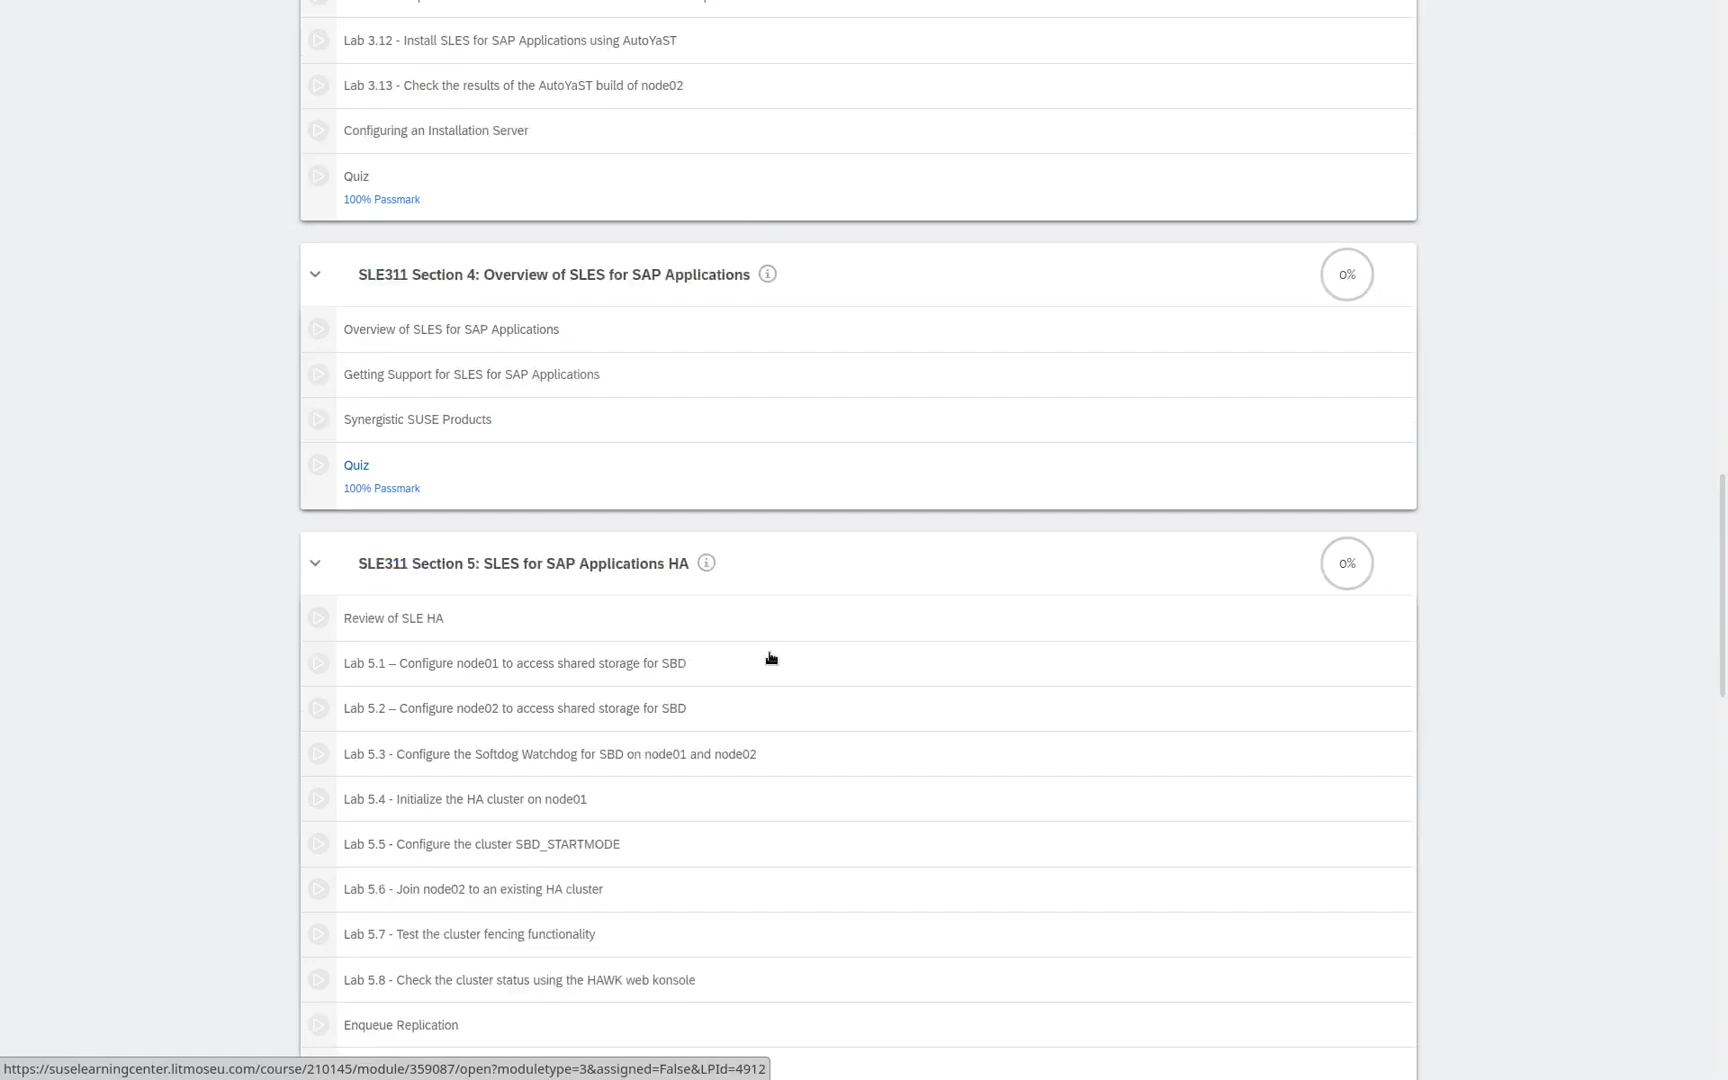 Lab 3.12 - Install SLES for SAP Applications using AutoYaST
Lab 3.13 - Check the results of the AutoYaST build of node02
Configuring an Installation Server
Quiz
100% Passmark
SLE311 Section 4: Overview of SLES for SAP Applications
0%
Overview of SLES for SAP Applications
Getting Support for SLES for SAP Applications
Synergistic SUSE Products
Quiz
100% Passmark
SLE311 Section 5: SLES for SAP Applications HA
0%
Review of SLE HA
Lab 5.1 – Configure node01 to access shared storage for SBD
Lab 5.2 – Configure node02 to access shared storage for SBD
Lab 5.3 - Configure the Softdog Watchdog for SBD on node01 and node02
Lab 5.4 - Initialize the HA cluster on node01
Lab 5.5 - Configure the cluster SBD_STARTMODE
Lab 5.6 - Join node02 to an existing HA cluster
Lab 5.7 - Test the cluster fencing functionality
Lab 5.8 - Check the cluster status using the HAWK web konsole
Enqueue Replication
https://suselearningcenter.litmoseu.com/course/210145/module/359087/open?moduletype=3&assigned=False&LPId=4912